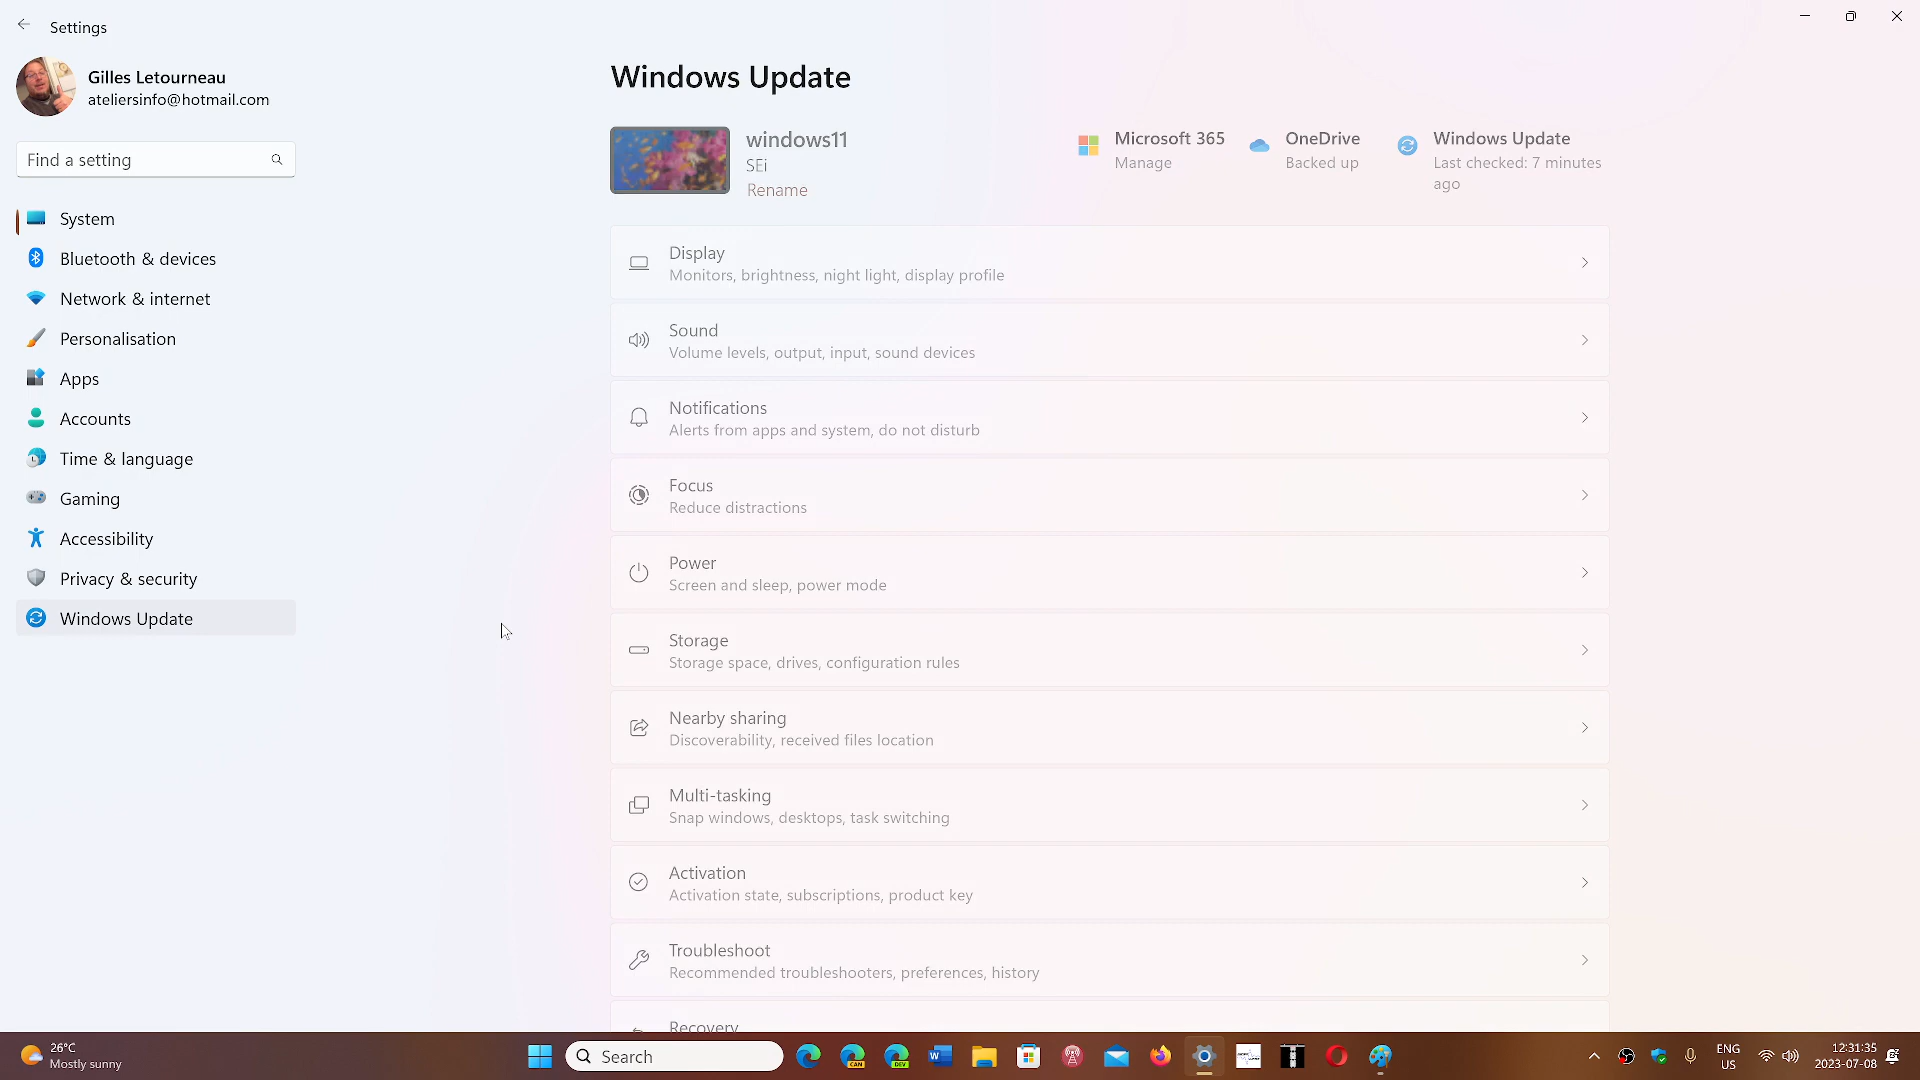 Settings
Gilles Letourneau
ateliersinfo@hotmail.com
Find a setting
System
Bluetooth & devices
Network & internet
Personalisation
Apps
Accounts
Time & language
Gaming
Accessibility
Privacy & security
Windows Update
Windows Update
windows11
SEi
Rename
Microsoft 365
Manage
OneDrive
Backed up
Windows Update
Last checked: 7 minutes
ago
Display
Monitors, brightness, night light, display profile
Sound
Volume levels, output, input, sound devices
Notifications
Alerts from apps and system, do not disturb
Focus
Reduce distractions
Power
Screen and sleep, power mode
Storage
Storage space, drives, configuration rules
Nearby sharing
Discoverability, received files location
Multi-tasking
Snap windows, desktops, task switching
Activation
Activation state, subscriptions, product key
Troubleshoot
Recommended troubleshooters, preferences, history
Recovery
26°C
Mostly sunny
Search
CAN
DEV
ENG
US
12:31:35
2023-07-08